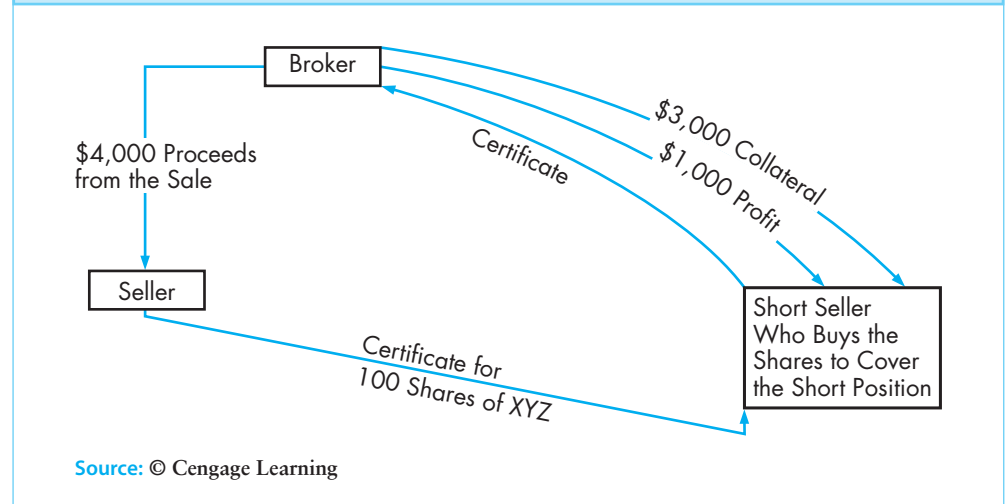 Broker
$3,000 Collateral
$1,000 Profit
Certificate
$4,000 Proceeds
from the Sale
Seller
Short Seller
Who Buys the
Shares to Cover
the Short Position
Certificate for
100 Shares of XYZ
Source: © Cengage Learning